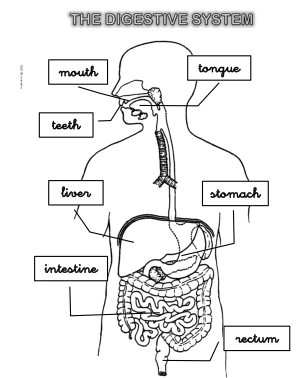 THE DIGESTIVE SYSTEM
mouth
tongue
teeth
liver
stomach
intestine
rectum